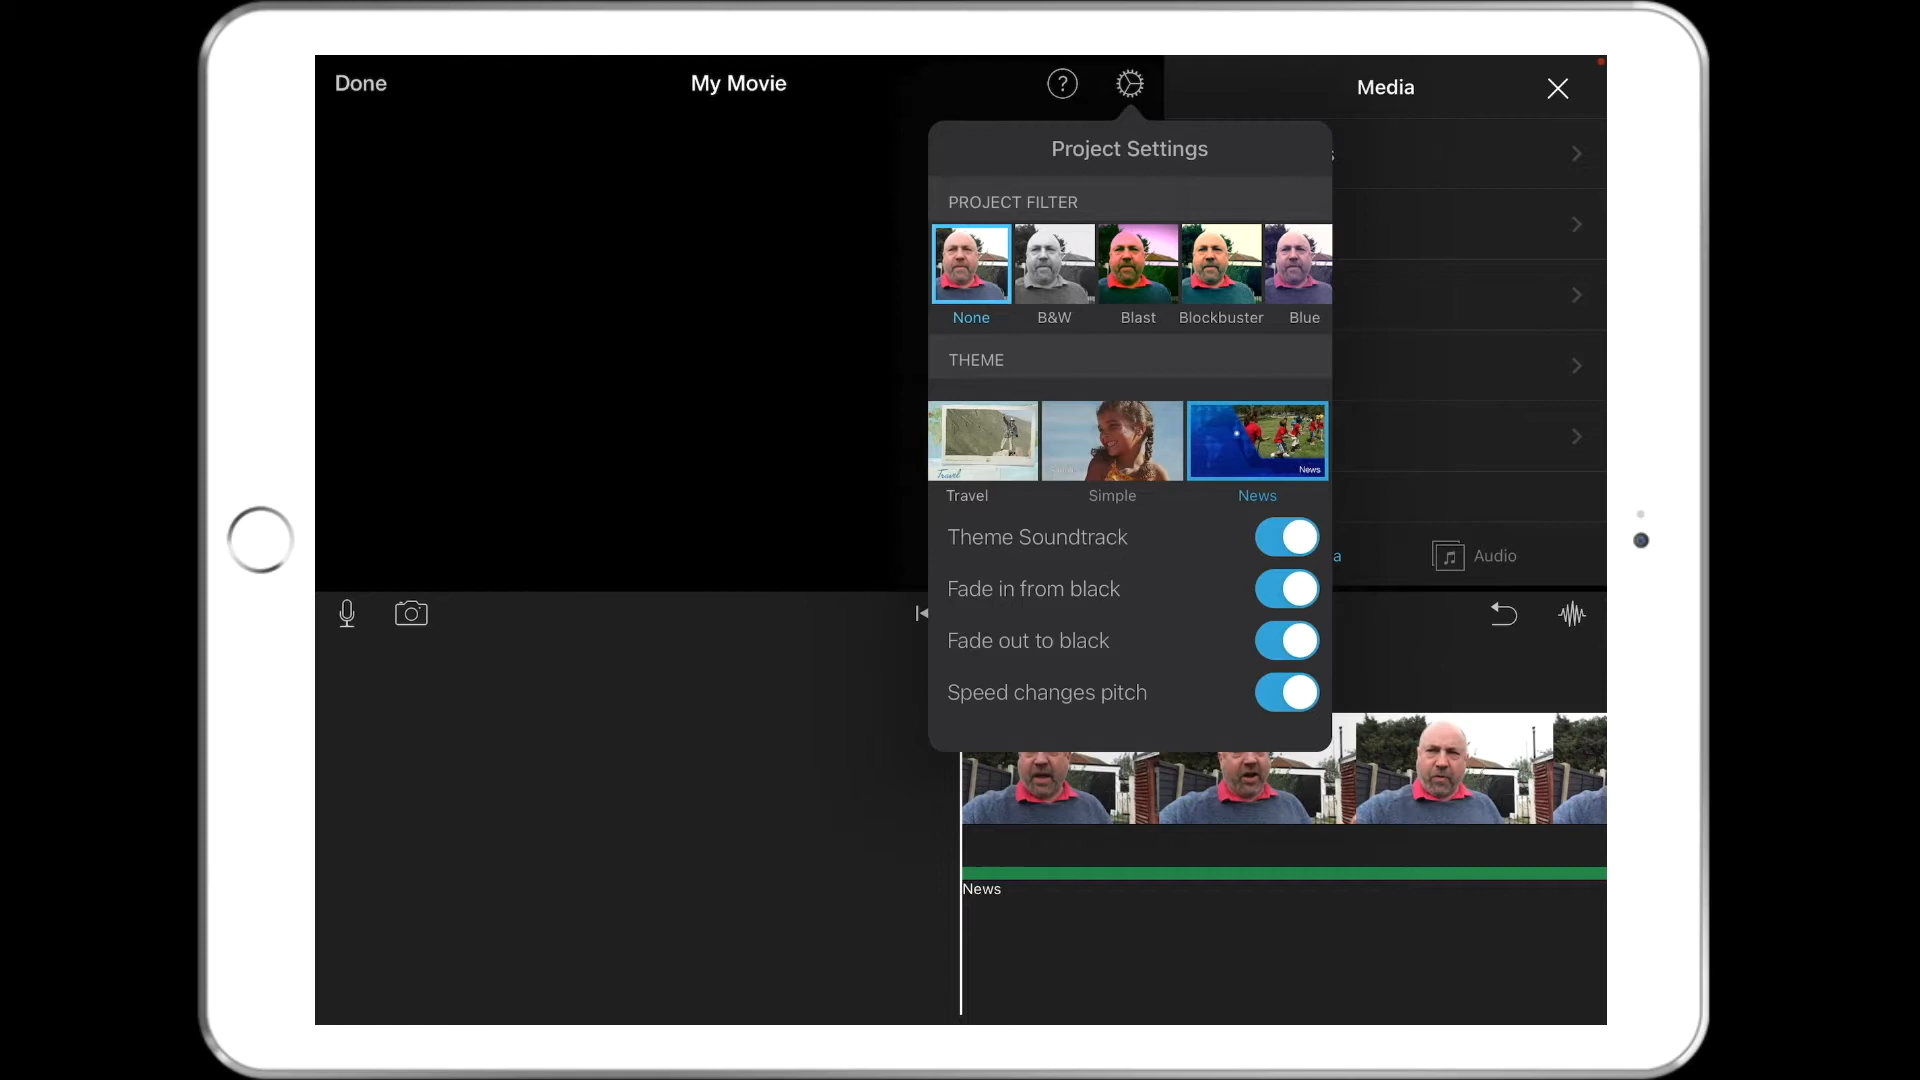 Done
My Movie
?
Media
Project Settings
PROJECT FILTER
None
B&W
Blast
Blockbuster
Blue
THEME
Travel
News
Travel
Simple
News
Theme Soundtrack
Fade in from black
Fade out to black
Speed changes pitch
s
a
Audio
News